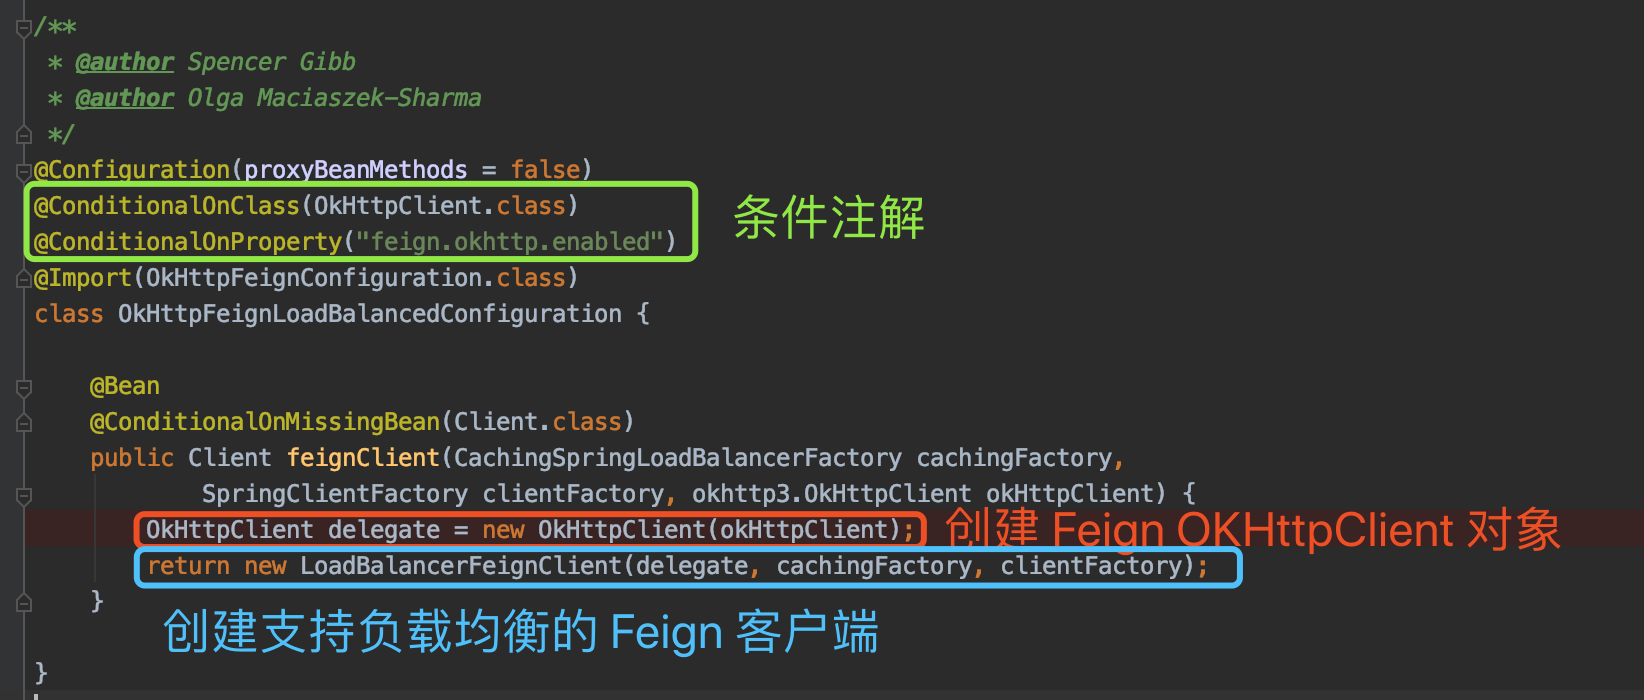 /**
* @author Spencer Gibb
* @author Olga Maciaszek-Sharma
*/
@Configuration(proxyBeanMethods = false)
@ConditionalOnClass(OkHttpClient.class)
@ConditionalOnProperty("feign.okhttp.enabled")
条件注解
@Import(OkHttpFeignConfiguration.class)
class OkHttpFeignLoadBalancedConfiguration {
@Bean
@ConditionalOnMissingBean(Client.class)
public Client feignClient(CachingSpringLoadBalancerFactory cachingFactory,
SpringClientFactory clientFactory, okhttp3.OkHttpClient okHttpClient) {
OkHttpClient delegate = new OkHttpClient(okHttpClient); 创建 Feign OKHttpClient 对象
return new LoadBalancerFeignClient(delegate, cachingFactory, clientFactory);
}
创建支持负载均衡的 Feign 客户端
}